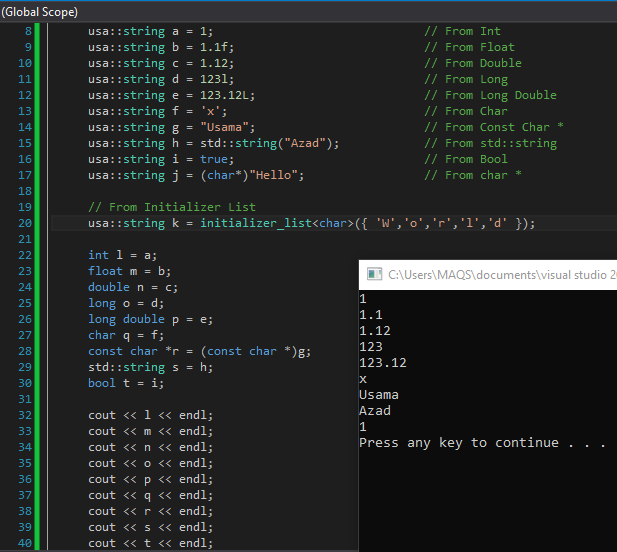 (Global Scope)
8 usa::string a = 1; // From Int
9 usa::string b = 1.1f; // From Float
10 usa::string c = 1.12; // From Double
11 usa::string d = 123l; // From Long
12 usa::string e = 123.12L; // From Long Double
13 usa::string f = 'x'; // From Char
14 usa::string g = "Usama"; // From Const Char *
15 usa::string h = std::string("Azad"); // From std::string
16 usa::string i = true; // From Bool
17 usa::string j = (char*)"Hello"; // From char *
18
19 // From Initializer List
20 usa::string k = initializer_list<char>({ 'W','o','r','l','d' });
21
22 int l = a;
23 float m = b;
24 double n = c;
25 long o = d;
26 long double p = e;
27 char q = f;
28 const char *r = (const char *)g;
29 std::string s = h;
30 bool t = i;
31
32 cout << l << endl;
33 cout << m << endl;
34 cout << n << endl;
35 cout << o << endl;
36 cout << p << endl;
37 cout << q << endl;
38 cout << r << endl;
39 cout << s << endl;
40 cout << t << endl;
C:\Users\MAQS\documents\visual studio 20
1
1.1
1.12
123
123.12
x
Usama
Azad
1
Press any key to continue . . .